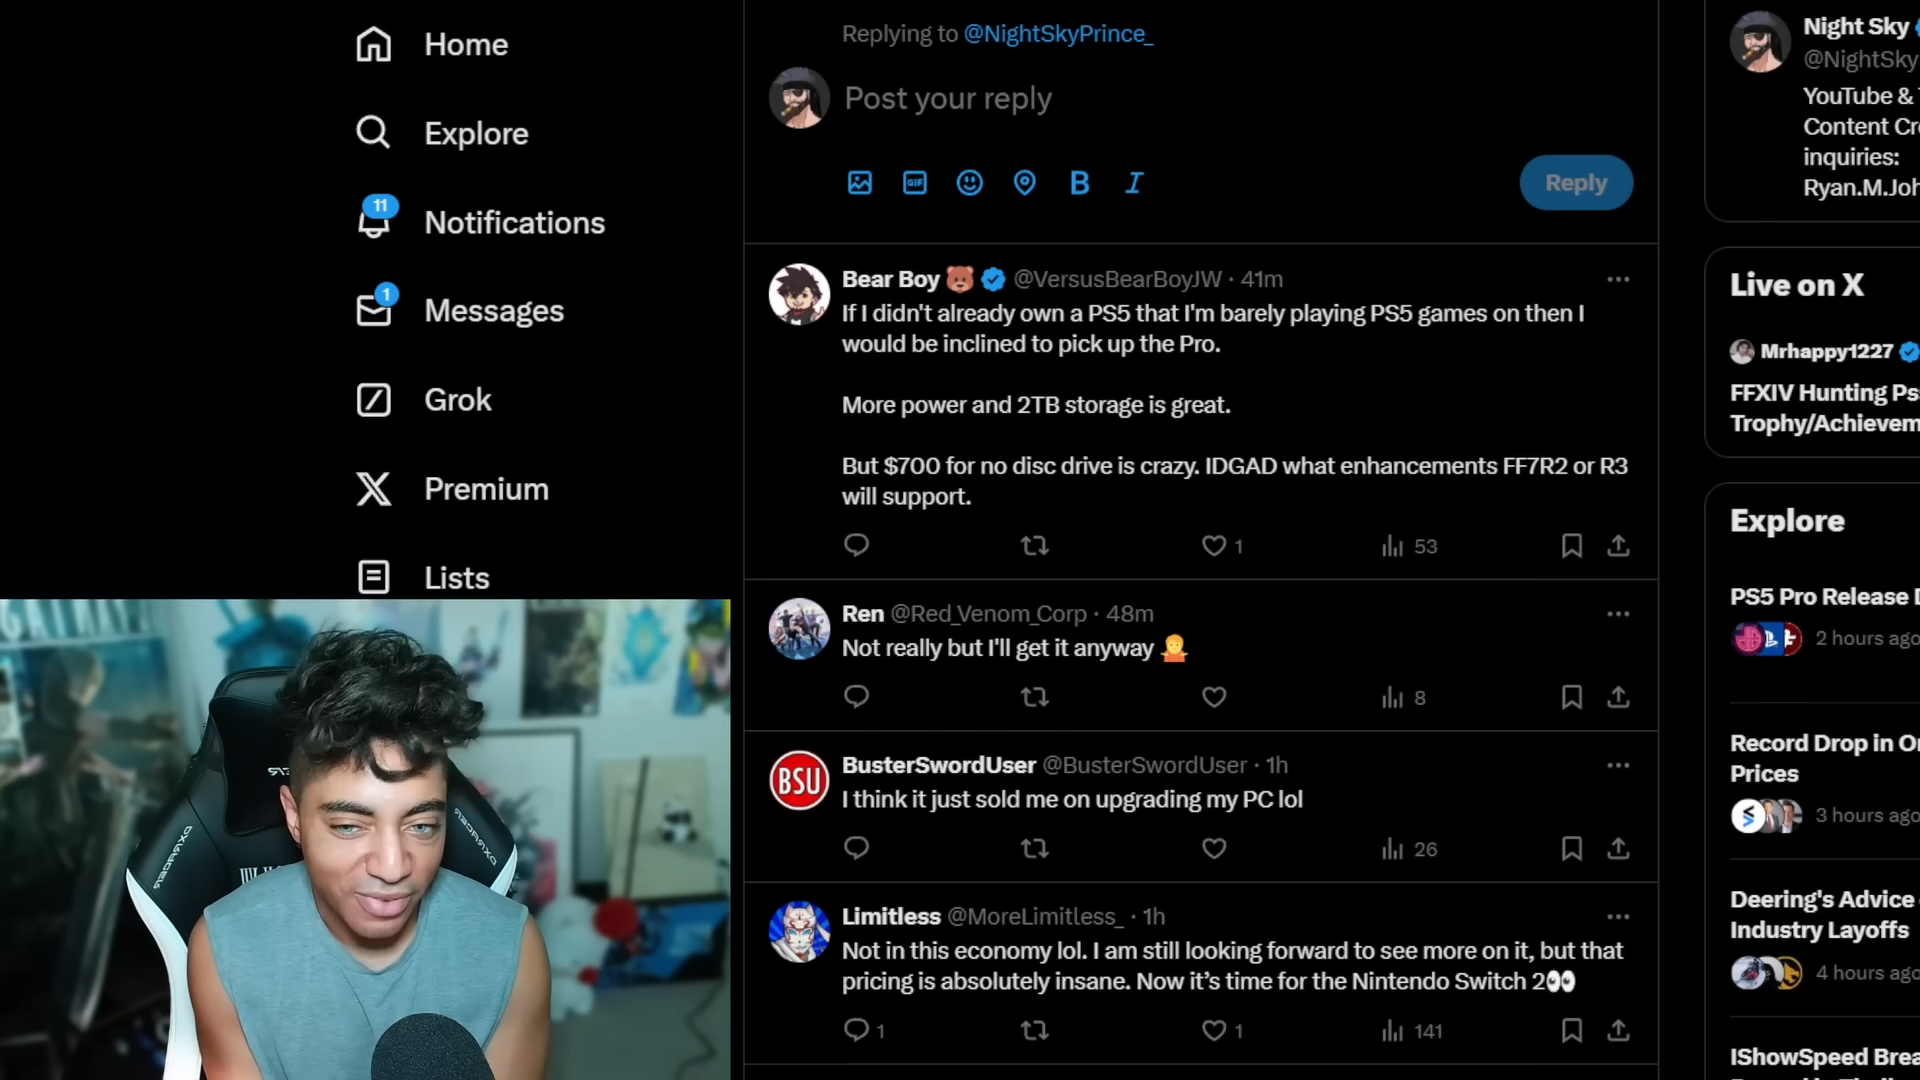 Home
Explore
11
Notifications
1
Messages
Grok
Premium
Lists
Replying to @NightSkyPrince_
Post your reply
GIF
B I
Reply
Bear Boy 🐻 @VersusBearBoyJW · 41m
If I didn't already own a PS5 that I'm barely playing PS5 games on then I
would be inclined to pick up the Pro.
More power and 2TB storage is great.
But $700 for no disc drive is crazy. IDGAD what enhancements FF7R2 or R3
will support.
1 53
Ren @Red_Venom_Corp · 48m
Not really but I'll get it anyway 🤷
8
BSU
BusterSwordUser @BusterSwordUser · 1h
I think it just sold me on upgrading my PC lol
26
Limitless @MoreLimitless_ · 1h
Not in this economy lol. I am still looking forward to see more on it, but that
pricing is absolutely insane. Now it’s time for the Nintendo Switch 2👀
1 1 141
Night Sky
@NightSky
YouTube &
Content Cr
inquiries:
Ryan.M.Joh
Live on X
Mrhappy1227
FFXIV Hunting Ps
Trophy/Achievem
Explore
PS5 Pro Release D
2 hours ago
Record Drop in O
Prices
3 hours ago
Deering's Advice
Industry Layoffs
4 hours ago
IShowSpeed Brea
DXRACER
DXRACER